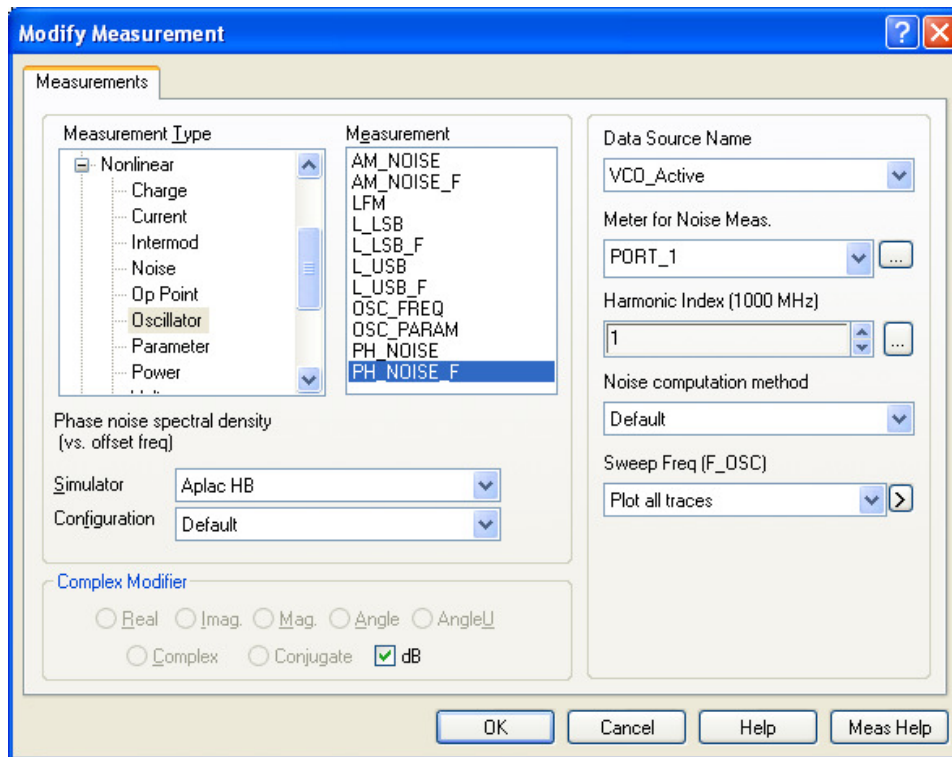 Modify Measurement
Measurements
Measurement Type
Nonlinear
Charge
Current
Intermod
Noise
Op Point
Oscillator
Parameter
Power
Measurement
AM_NOISE
AM_NOISE_F
LFM
L_LSB
L_LSB_F
L_USB
L_USB_F
OSC_FREQ
OSC_PARAM
PH_NOISE
PH_NOISE_F
Phase noise spectral density
(vs. offset freq)
Simulator Aplac HB
Configuration Default
Complex Modifier
Real Imag. Mag. Angle AngleU
Complex Conjugate dB
Data Source Name
VCO_Active
Meter for Noise Meas.
PORT_1 ...
Harmonic Index (1000 MHz)
1 ...
Noise computation method
Default
Sweep Freq (F_OSC)
Plot all traces >
OK Cancel Help Meas Help